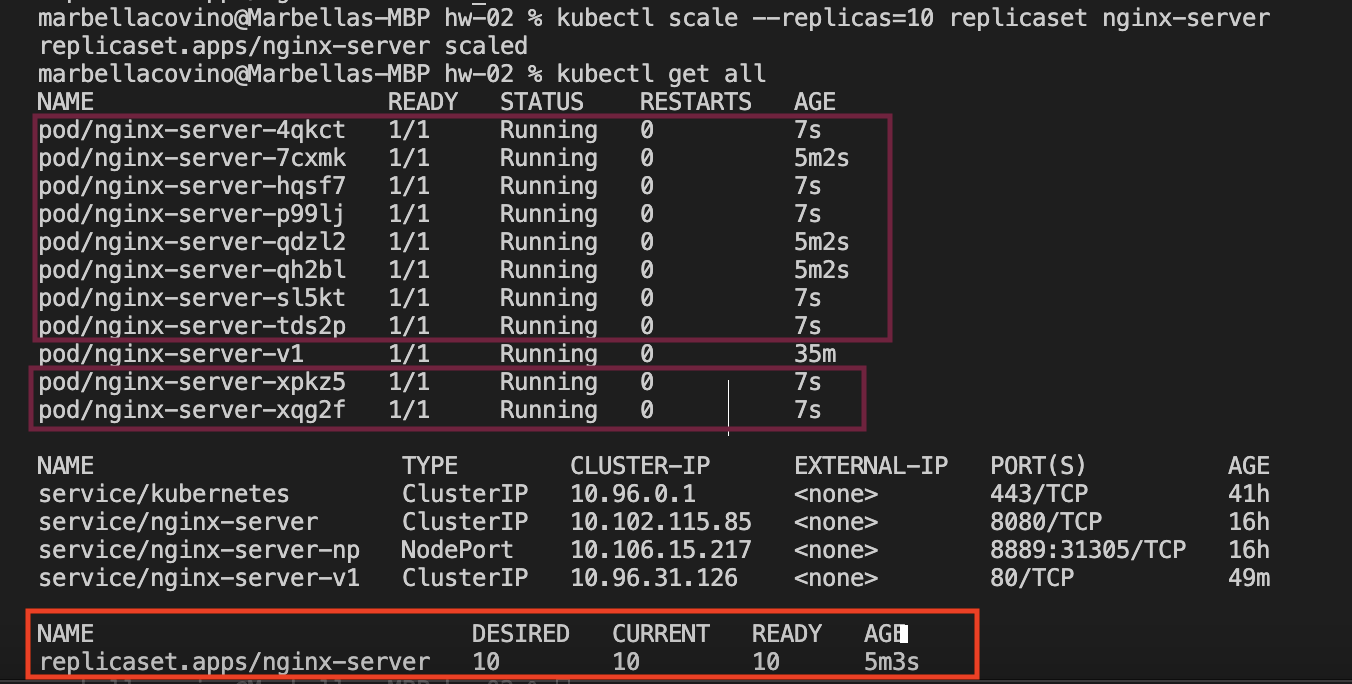 marbellacovino@Marbellas-MBP hw-02 % kubectl scale --replicas=10 replicaset nginx-server
replicaset.apps/nginx-server scaled
marbellacovino@Marbellas-MBP hw-02 % kubectl get all
NAME READY STATUS RESTARTS AGE
pod/nginx-server-4qkct 1/1 Running 0 7s
pod/nginx-server-7cxmk 1/1 Running 0 5m2s
pod/nginx-server-hqsf7 1/1 Running 0 7s
pod/nginx-server-p99lj 1/1 Running 0 7s
pod/nginx-server-qdzl2 1/1 Running 0 5m2s
pod/nginx-server-qh2bl 1/1 Running 0 5m2s
pod/nginx-server-sl5kt 1/1 Running 0 7s
pod/nginx-server-tds2p 1/1 Running 0 7s
pod/nginx-server-v1 1/1 Running 0 35m
pod/nginx-server-xpkz5 1/1 Running 0 7s
pod/nginx-server-xqg2f 1/1 Running 0 7s
NAME TYPE CLUSTER-IP EXTERNAL-IP PORT(S) AGE
service/kubernetes ClusterIP 10.96.0.1 <none> 443/TCP 41h
service/nginx-server ClusterIP 10.102.115.85 <none> 8080/TCP 16h
service/nginx-server-np NodePort 10.106.15.217 <none> 8889:31305/TCP 16h
service/nginx-server-v1 ClusterIP 10.96.31.126 <none> 80/TCP 49m
NAME DESIRED CURRENT READY AGE
replicaset.apps/nginx-server 10 10 10 5m3s